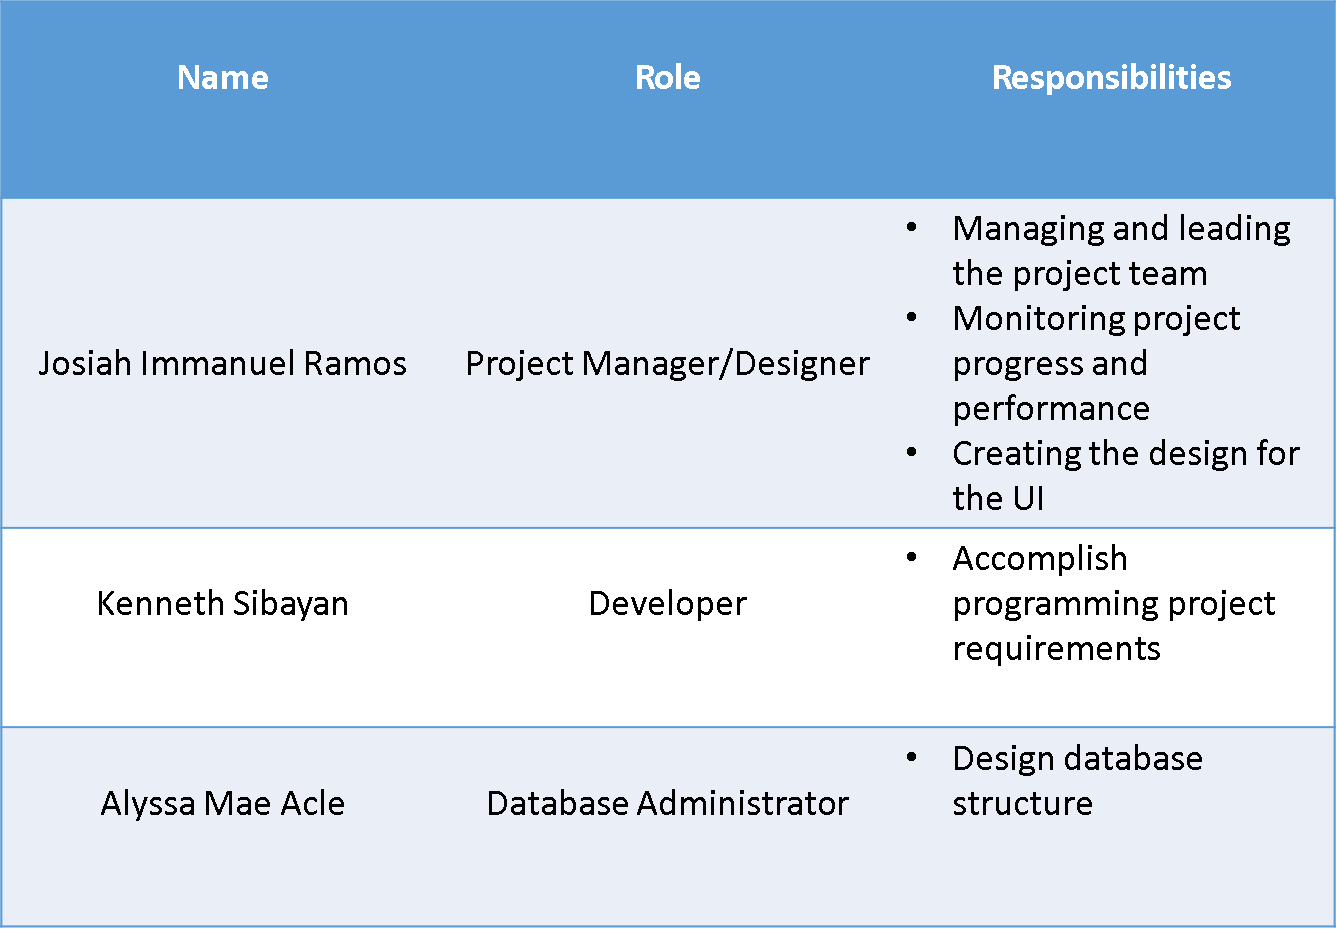 Name Role Responsibilities
• Managing and leading
the project team
• Monitoring project
Josiah Immanuel Ramos Project Manager/Designer progress and
performance
• Creating the design for
the UI
• Accomplish
Kenneth Sibayan Developer programming project
requirements
• Design database
Alyssa Mae Acle Database Administrator structure